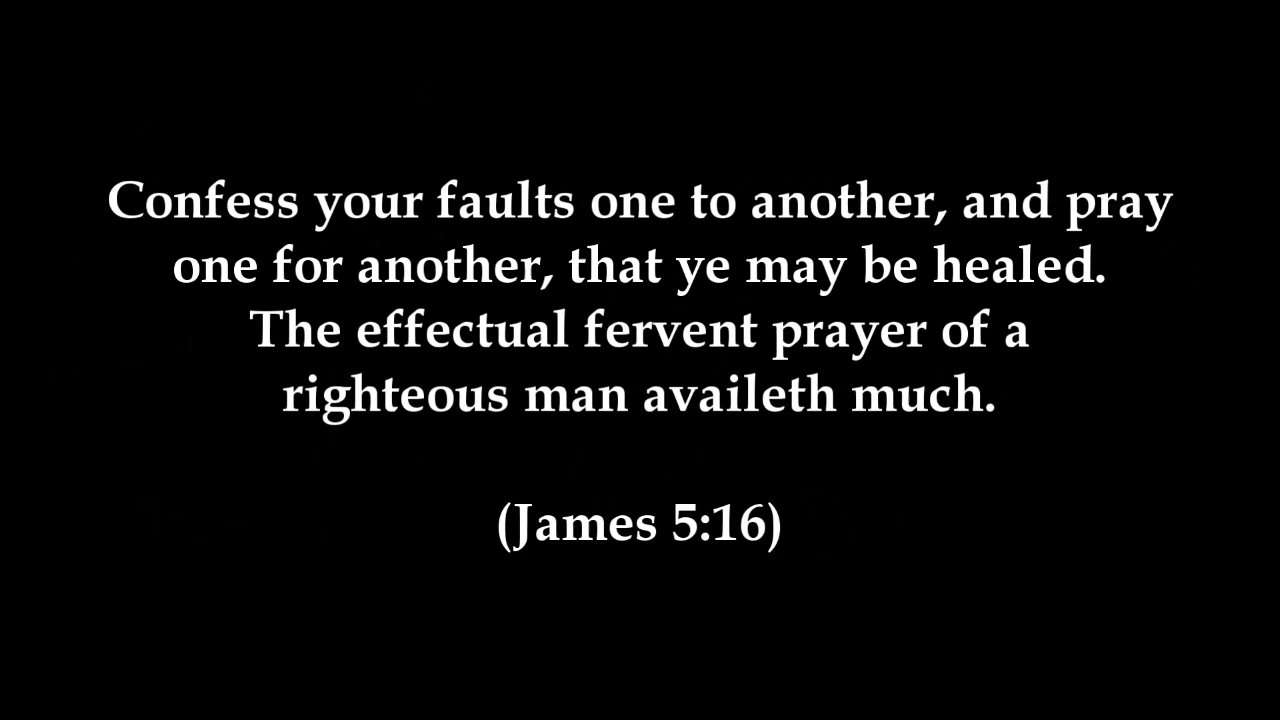 Confess your faults one to another, and pray
one for another, that ye may be healed.
The effectual fervent prayer of a
righteous man availeth much.
(James 5:16)